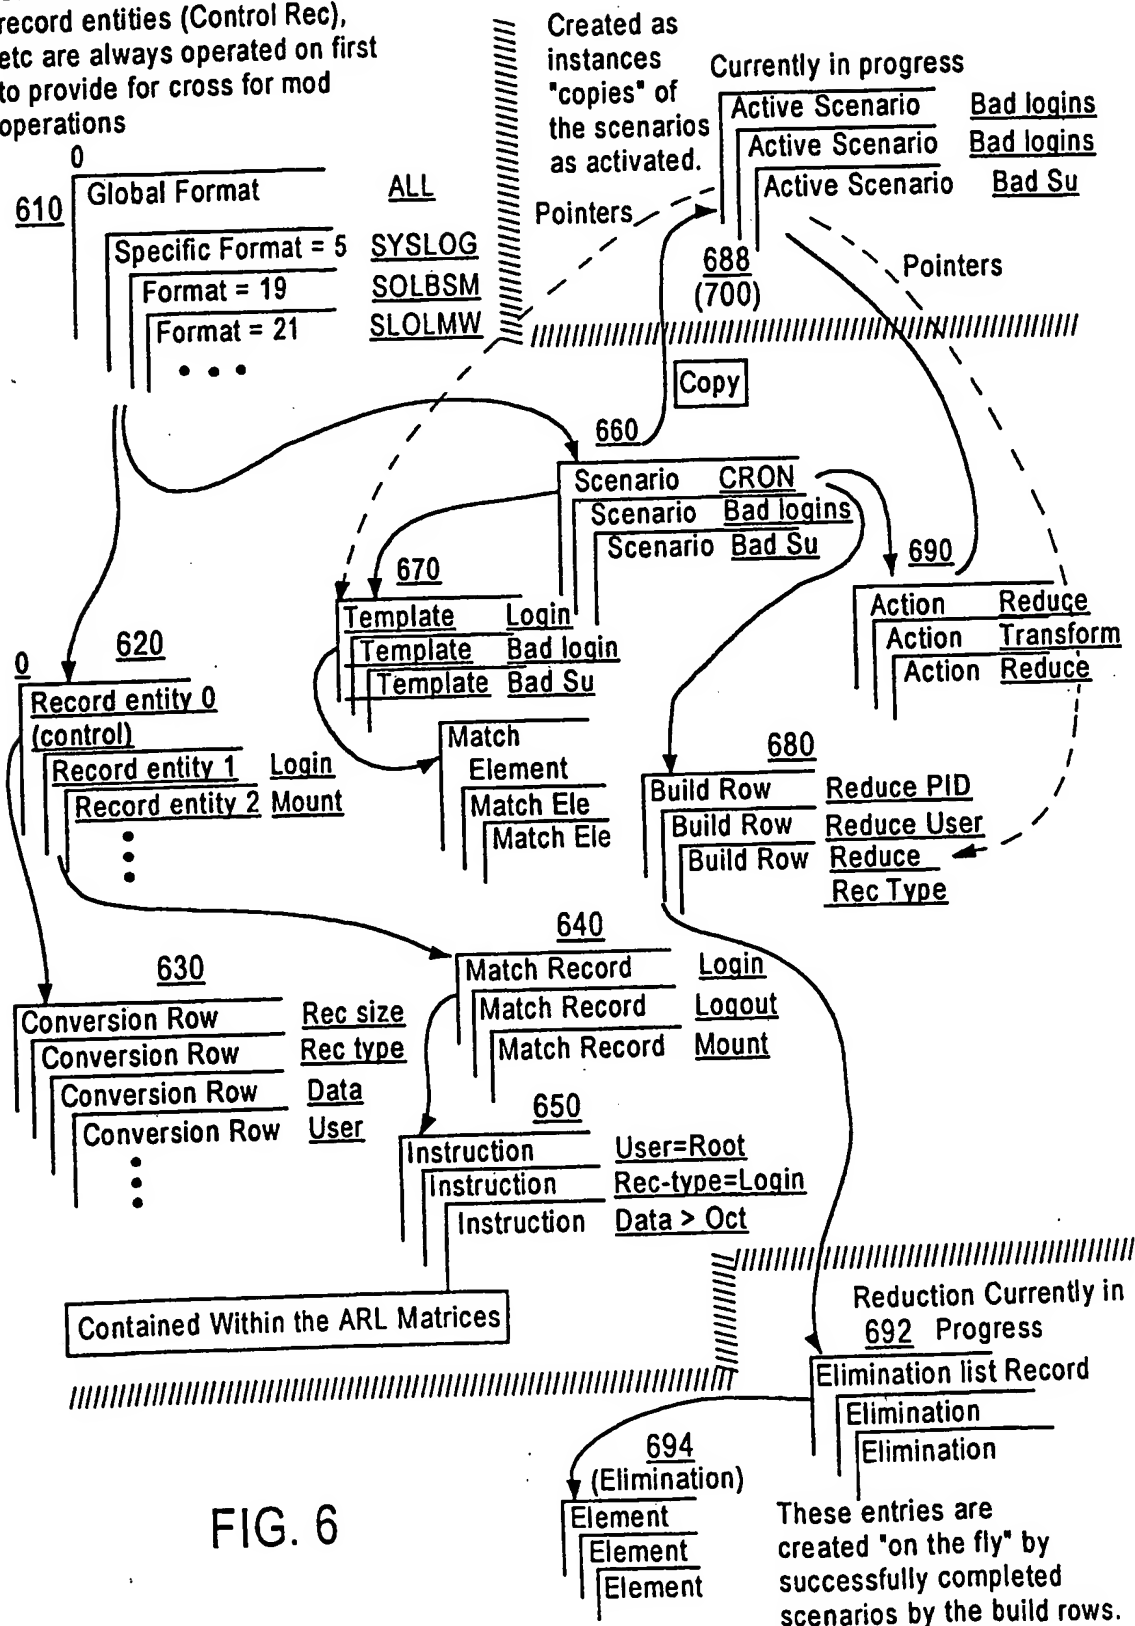 record entities (Control Rec),
etc are always operated on first
to provide for cross for mod
operations
0
610
Global Format ALL
Specific Format = 5 SYSLOG
Format = 19 SOLBSM
Format = 21 SLOLMW
• • •
Created as
instances
"copies" of
the scenarios
as activated.
Currently in progress
Active Scenario Bad logins
Active Scenario Bad logins
Active Scenario Bad Su
Pointers
688
(700)
Pointers
Copy
660
Scenario CRON
Scenario Bad logins
Scenario Bad Su
690
Action Reduce
Action Transform
Action Reduce
670
Template Login
Template Bad login
Template Bad Su
Match
Element
Match Ele
Match Ele
0
620
Record entity 0
(control)
Record entity 1 Login
Record entity 2 Mount
680
Build Row Reduce PID
Build Row Reduce User
Build Row Reduce
Rec Type
630
Conversion Row Rec size
Conversion Row Rec type
Conversion Row Data
Conversion Row User
640
Match Record Login
Match Record Logout
Match Record Mount
650
Instruction User=Root
Instruction Rec-type=Login
Instruction Data > Oct
Contained Within the ARL Matrices
Reduction Currently in
692 Progress
Elimination list Record
Elimination
Elimination
694
(Elimination)
Element
Element
Element
These entries are
created "on the fly" by
successfully completed
scenarios by the build rows.
FIG. 6